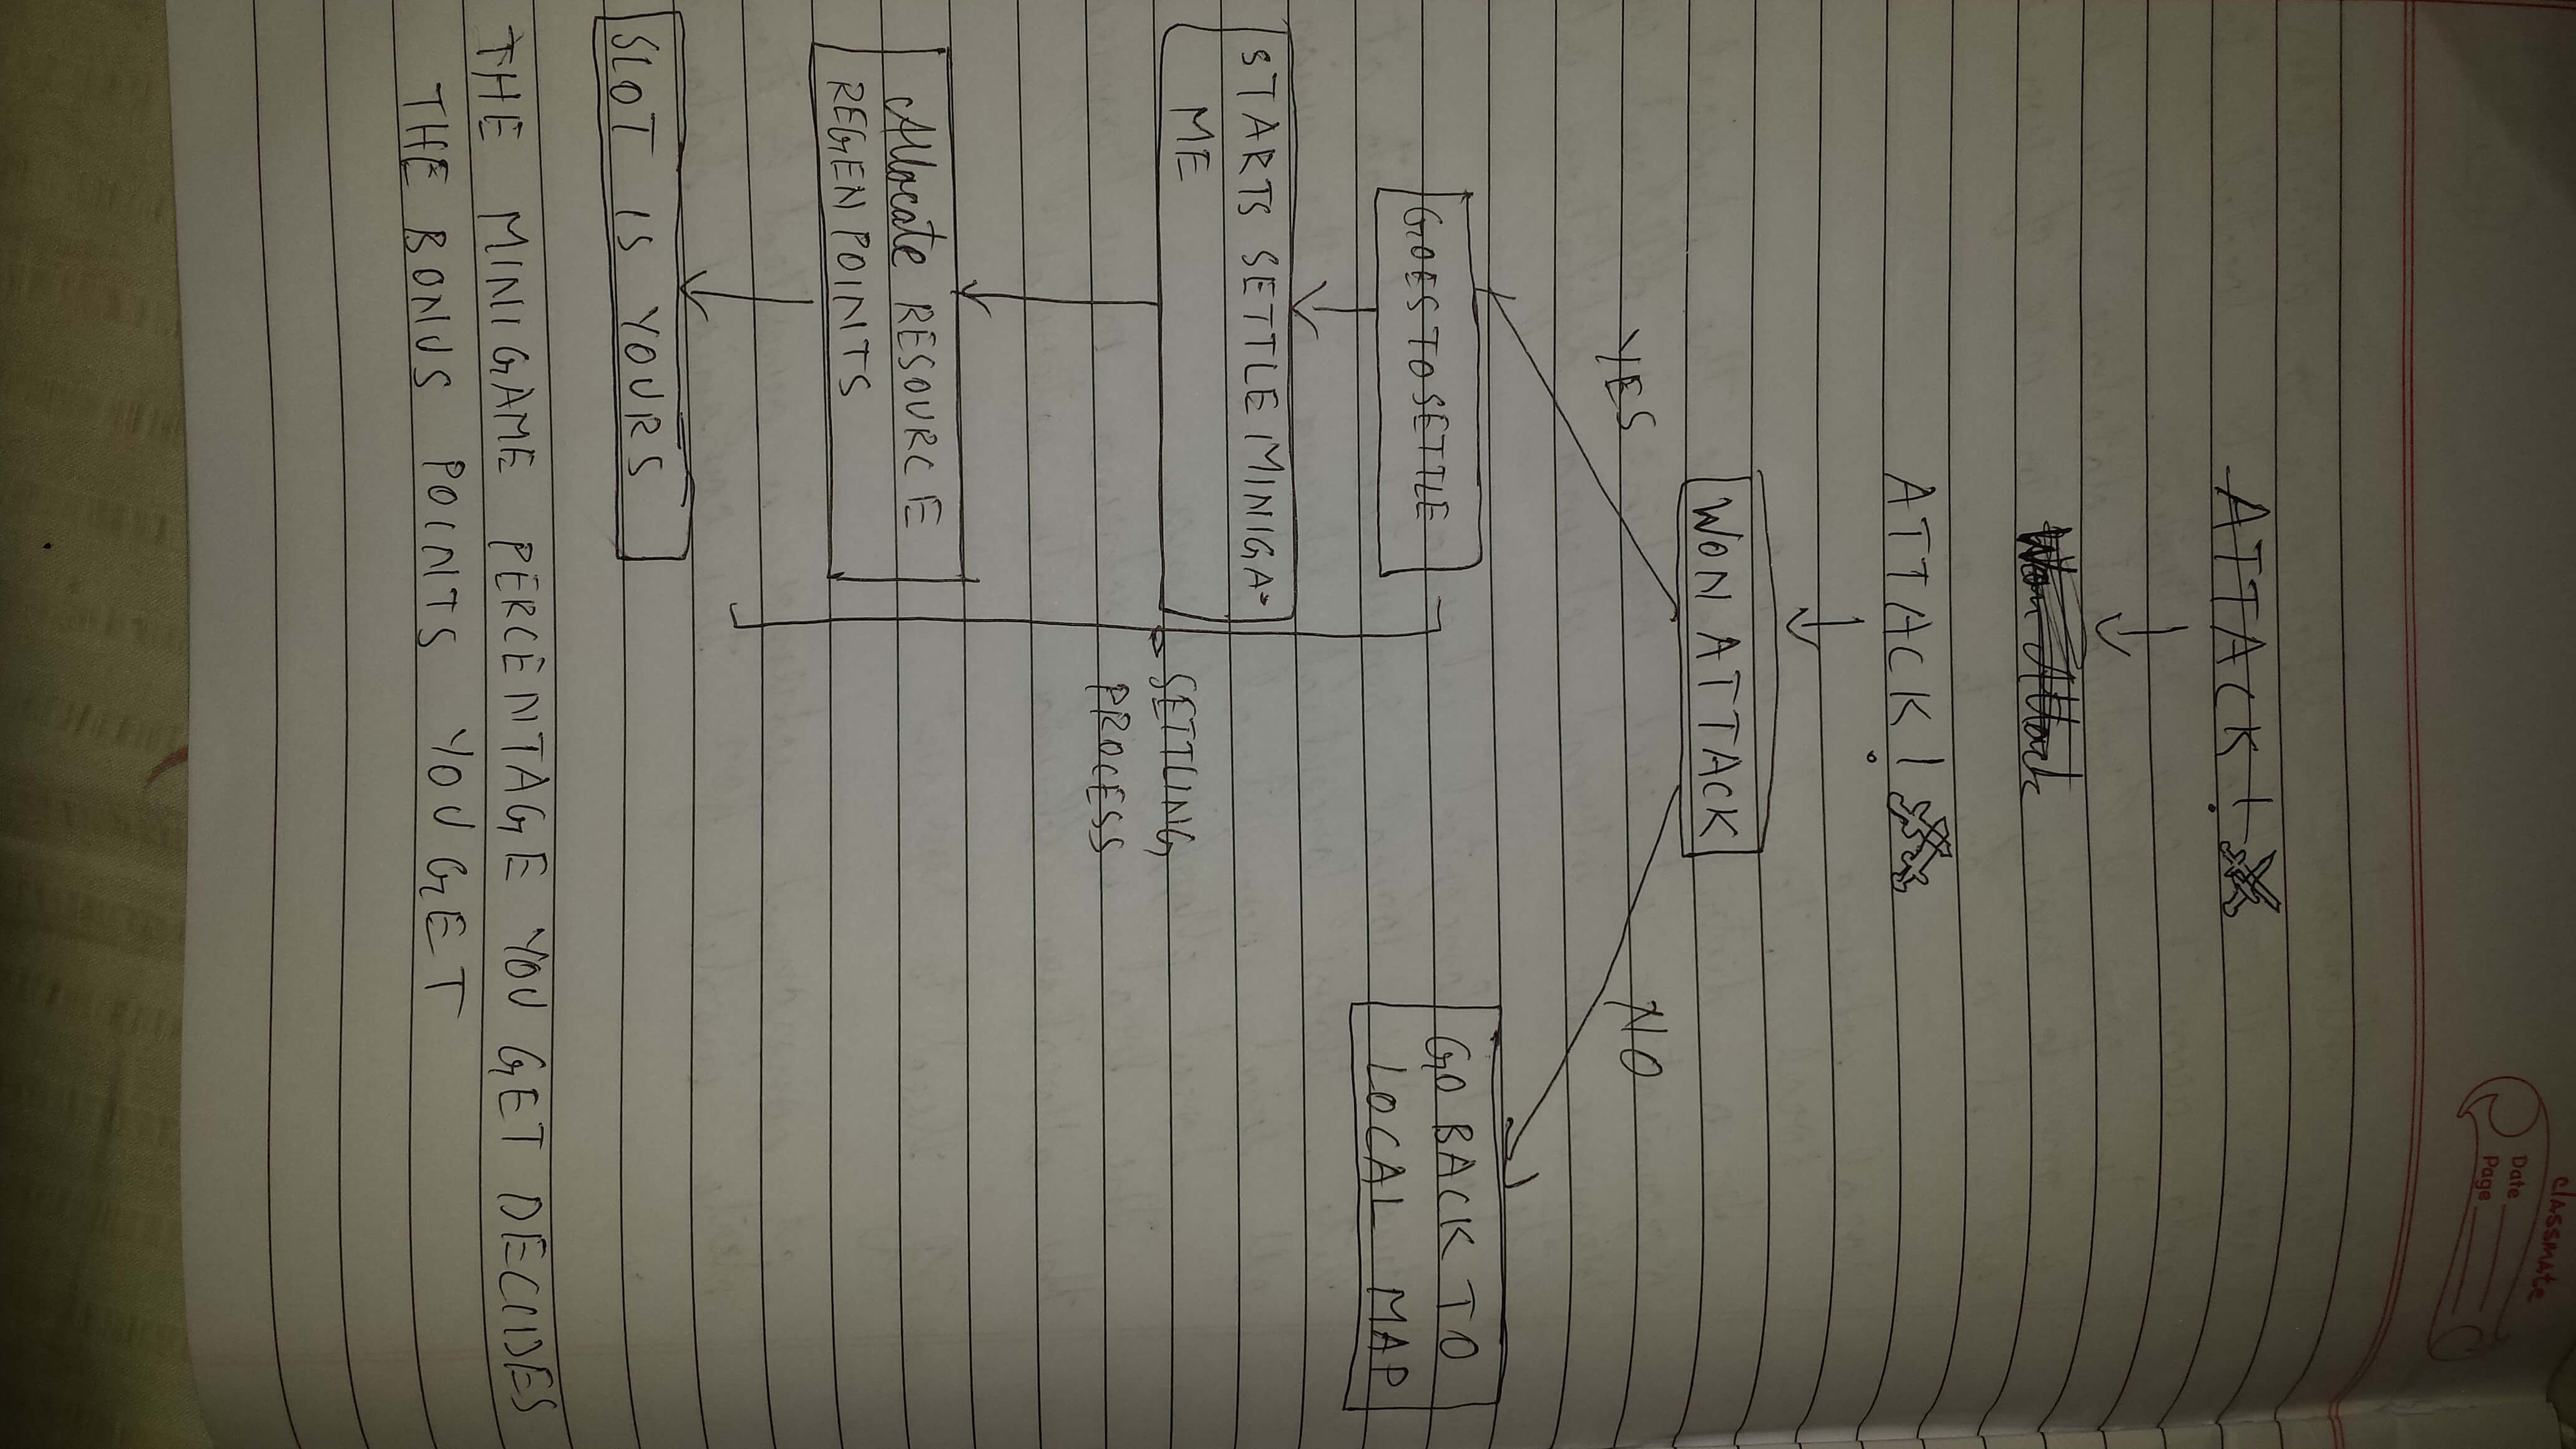 classmate
Date
Page
ATTACK!
ATTACK!
WON ATTACK
YES
NO
GOES TO SETTLE
GO BACK TO
LOCAL MAP
STARTS SETTLE MINIGA
ME
SETTLING
PROCESS
Allocate RESOURCE
REGEN POINTS
SLOT IS YOURS
THE MINIGAME PERCENTAGE YOU GET DECIDES
THE BONUS POINTS YOU GET